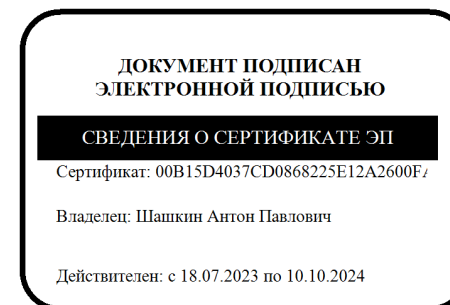 ДОКУМЕНТ ПОДПИСАН
ЭЛЕКТРОННОЙ ПОДПИСЬЮ
СВЕДЕНИЯ О СЕРТИФИКАТЕ ЭП
Сертификат: 00B15D4037CD0868225E12A2600F
Владелец: Шашкин Антон Павлович
Действителен: с 18.07.2023 по 10.10.2024